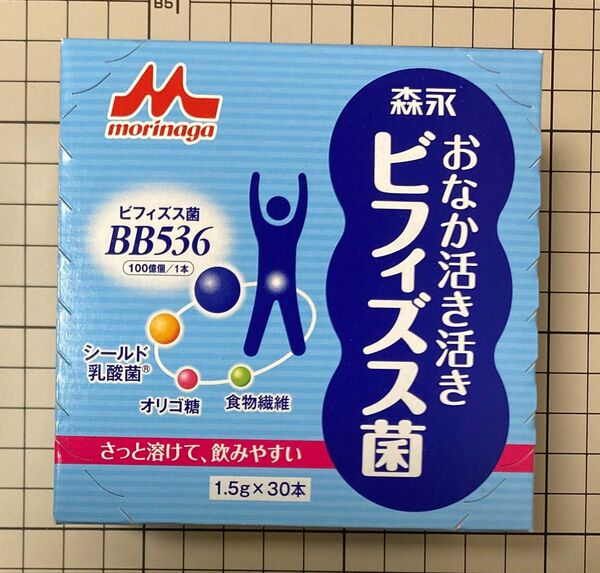 B5
morinaga
森永
おなか活き活き
ビフィズス菌
ビフィズス菌
BB536
100億個/1本
シールド
乳酸菌®
オリゴ糖
食物繊維
さっと溶けて、飲みやすい
1.5g×30本